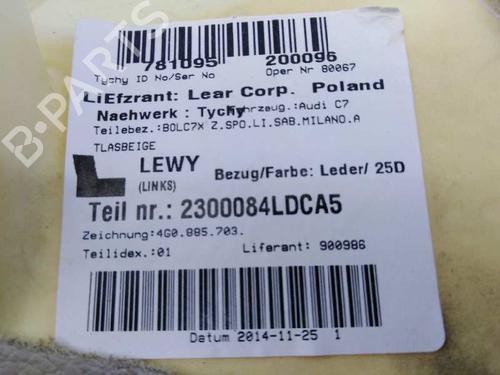 781095 200096
Tychy ID No/Ser No Oper Nr 80067
LiEfzrant: Lear Corp. Poland
Naehwerk : Tychy Fahrzeug.:Audi C7
Teilebez.:BOLC7X Z.SPO.LI.SAB.MILANO.A
TLASBEIGE
L LEWY
(LINKS) Bezug/Farbe: Leder/ 25D
Teil nr.: 2300084LDCA5
Zeichnung:4G0.885.703.
Teilidex.:01 Liferant: 900986
Datum 2014-11-25 1
B-PARTS